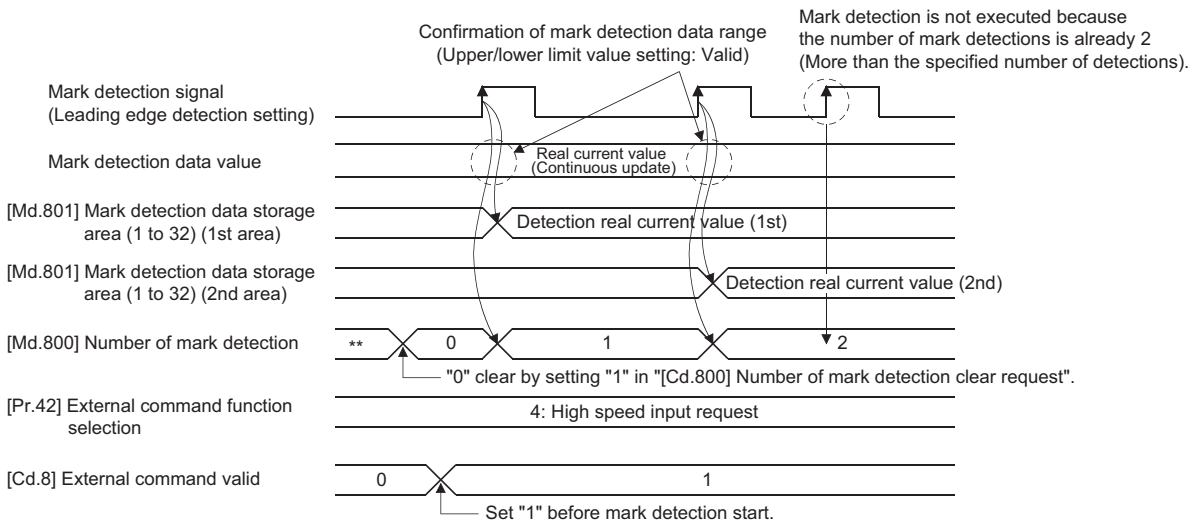 Confirmation of mark detection data range
(Upper/lower limit value setting: Valid)
Mark detection is not executed because
the number of mark detections is already 2
(More than the specified number of detections).
Mark detection signal
(Leading edge detection setting)
Mark detection data value
Real current value
(Continuous update)
[Md.801] Mark detection data storage
area (1 to 32) (1st area)
Detection real current value (1st)
[Md.801] Mark detection data storage
area (1 to 32) (2nd area)
Detection real current value (2nd)
[Md.800] Number of mark detection
** 0 1 2
"0" clear by setting "1" in "[Cd.800] Number of mark detection clear request".
[Pr.42] External command function
selection
4: High speed input request
[Cd.8] External command valid
0 1
Set "1" before mark detection start.